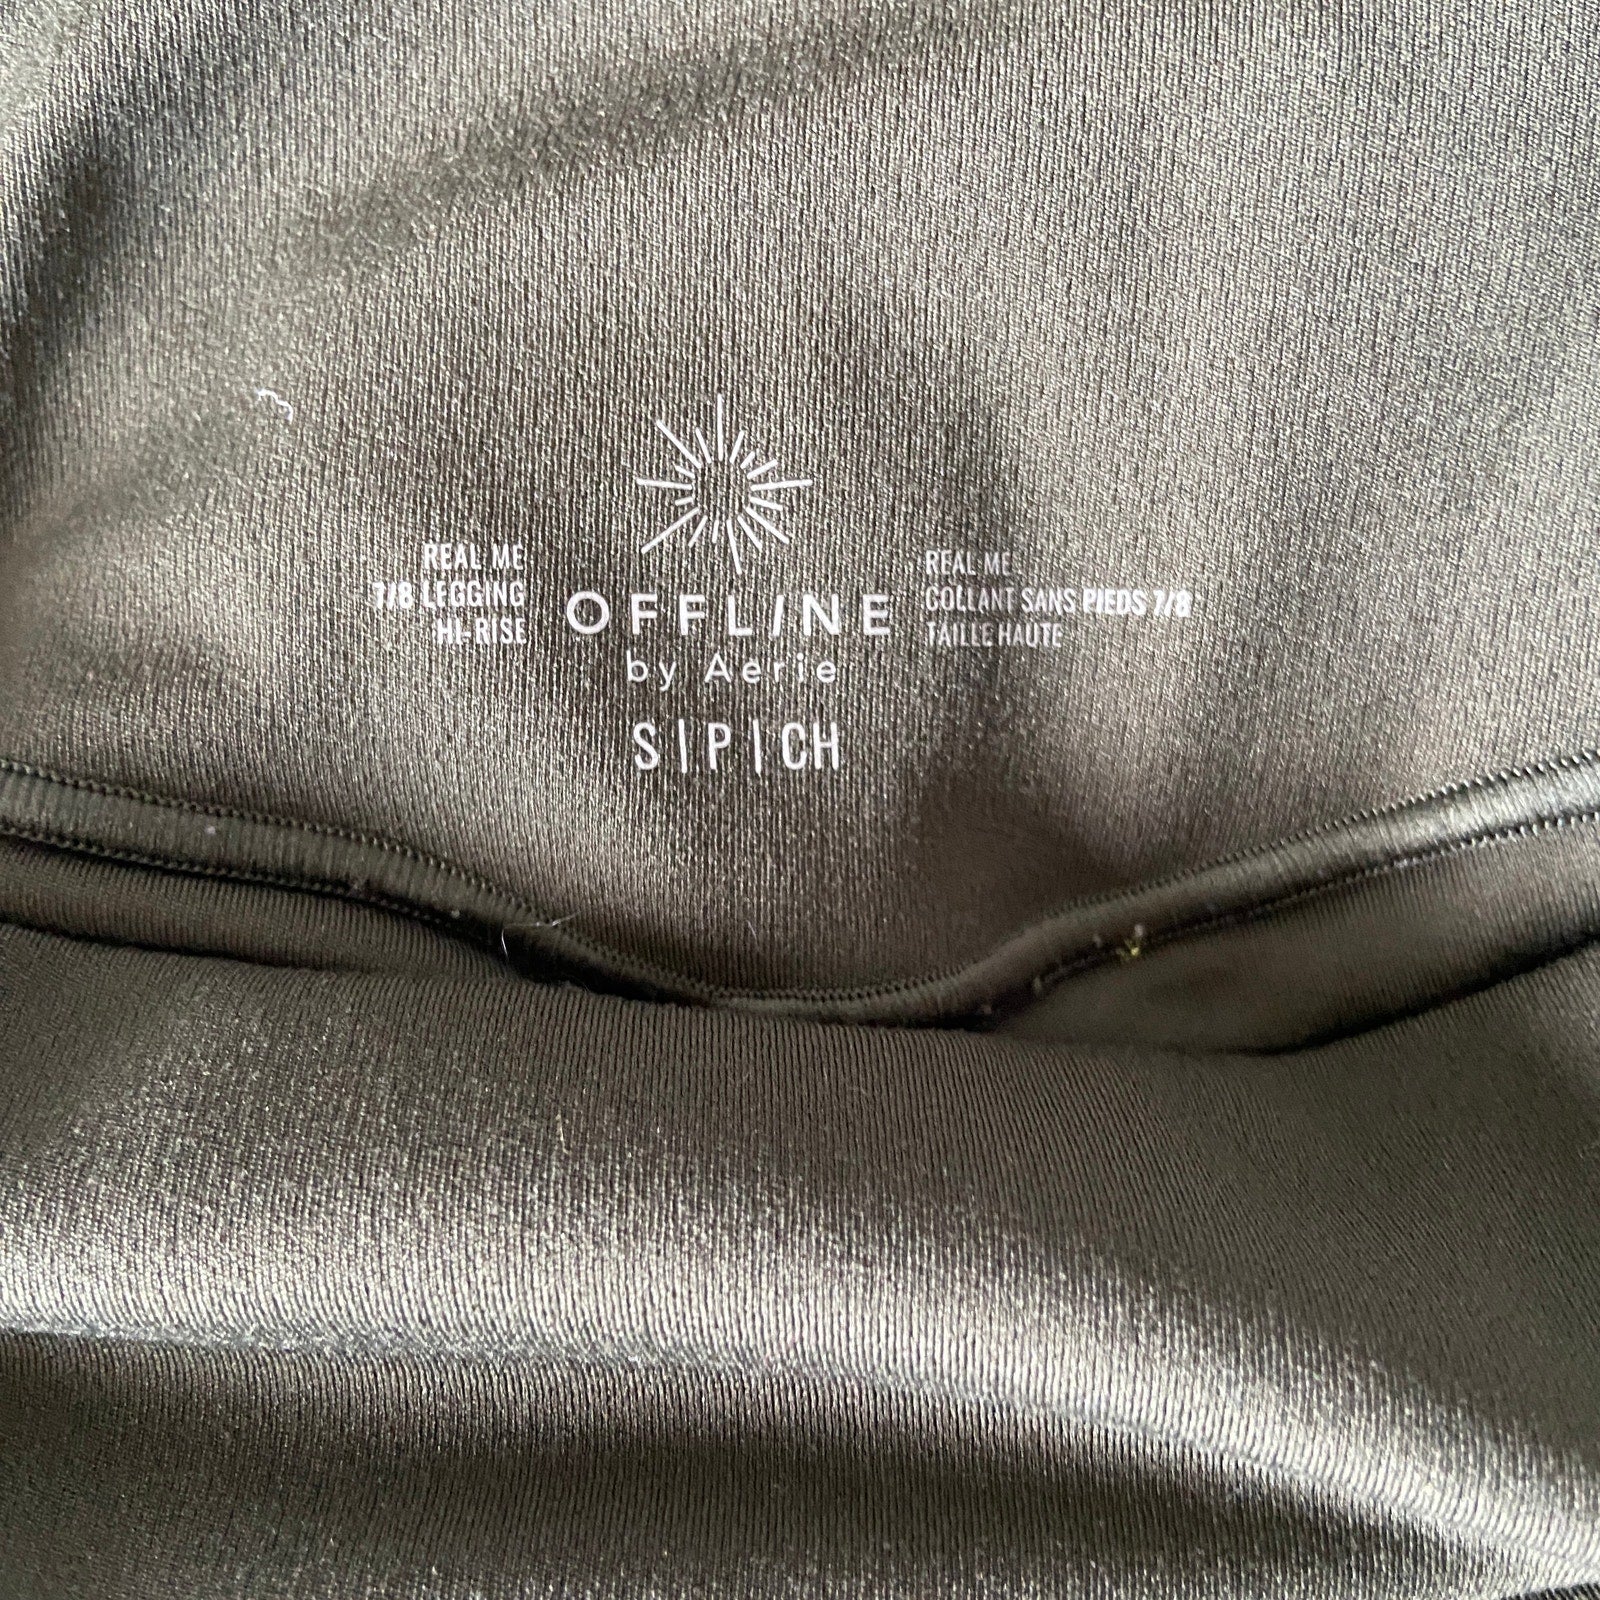 REAL ME
7/8 LEGGING
HI-RISE
OFFLINE
by Aerie
S|P|CH
REAL ME
COLLANT SANS PIEDS 7/8
TAILLE HAUTE